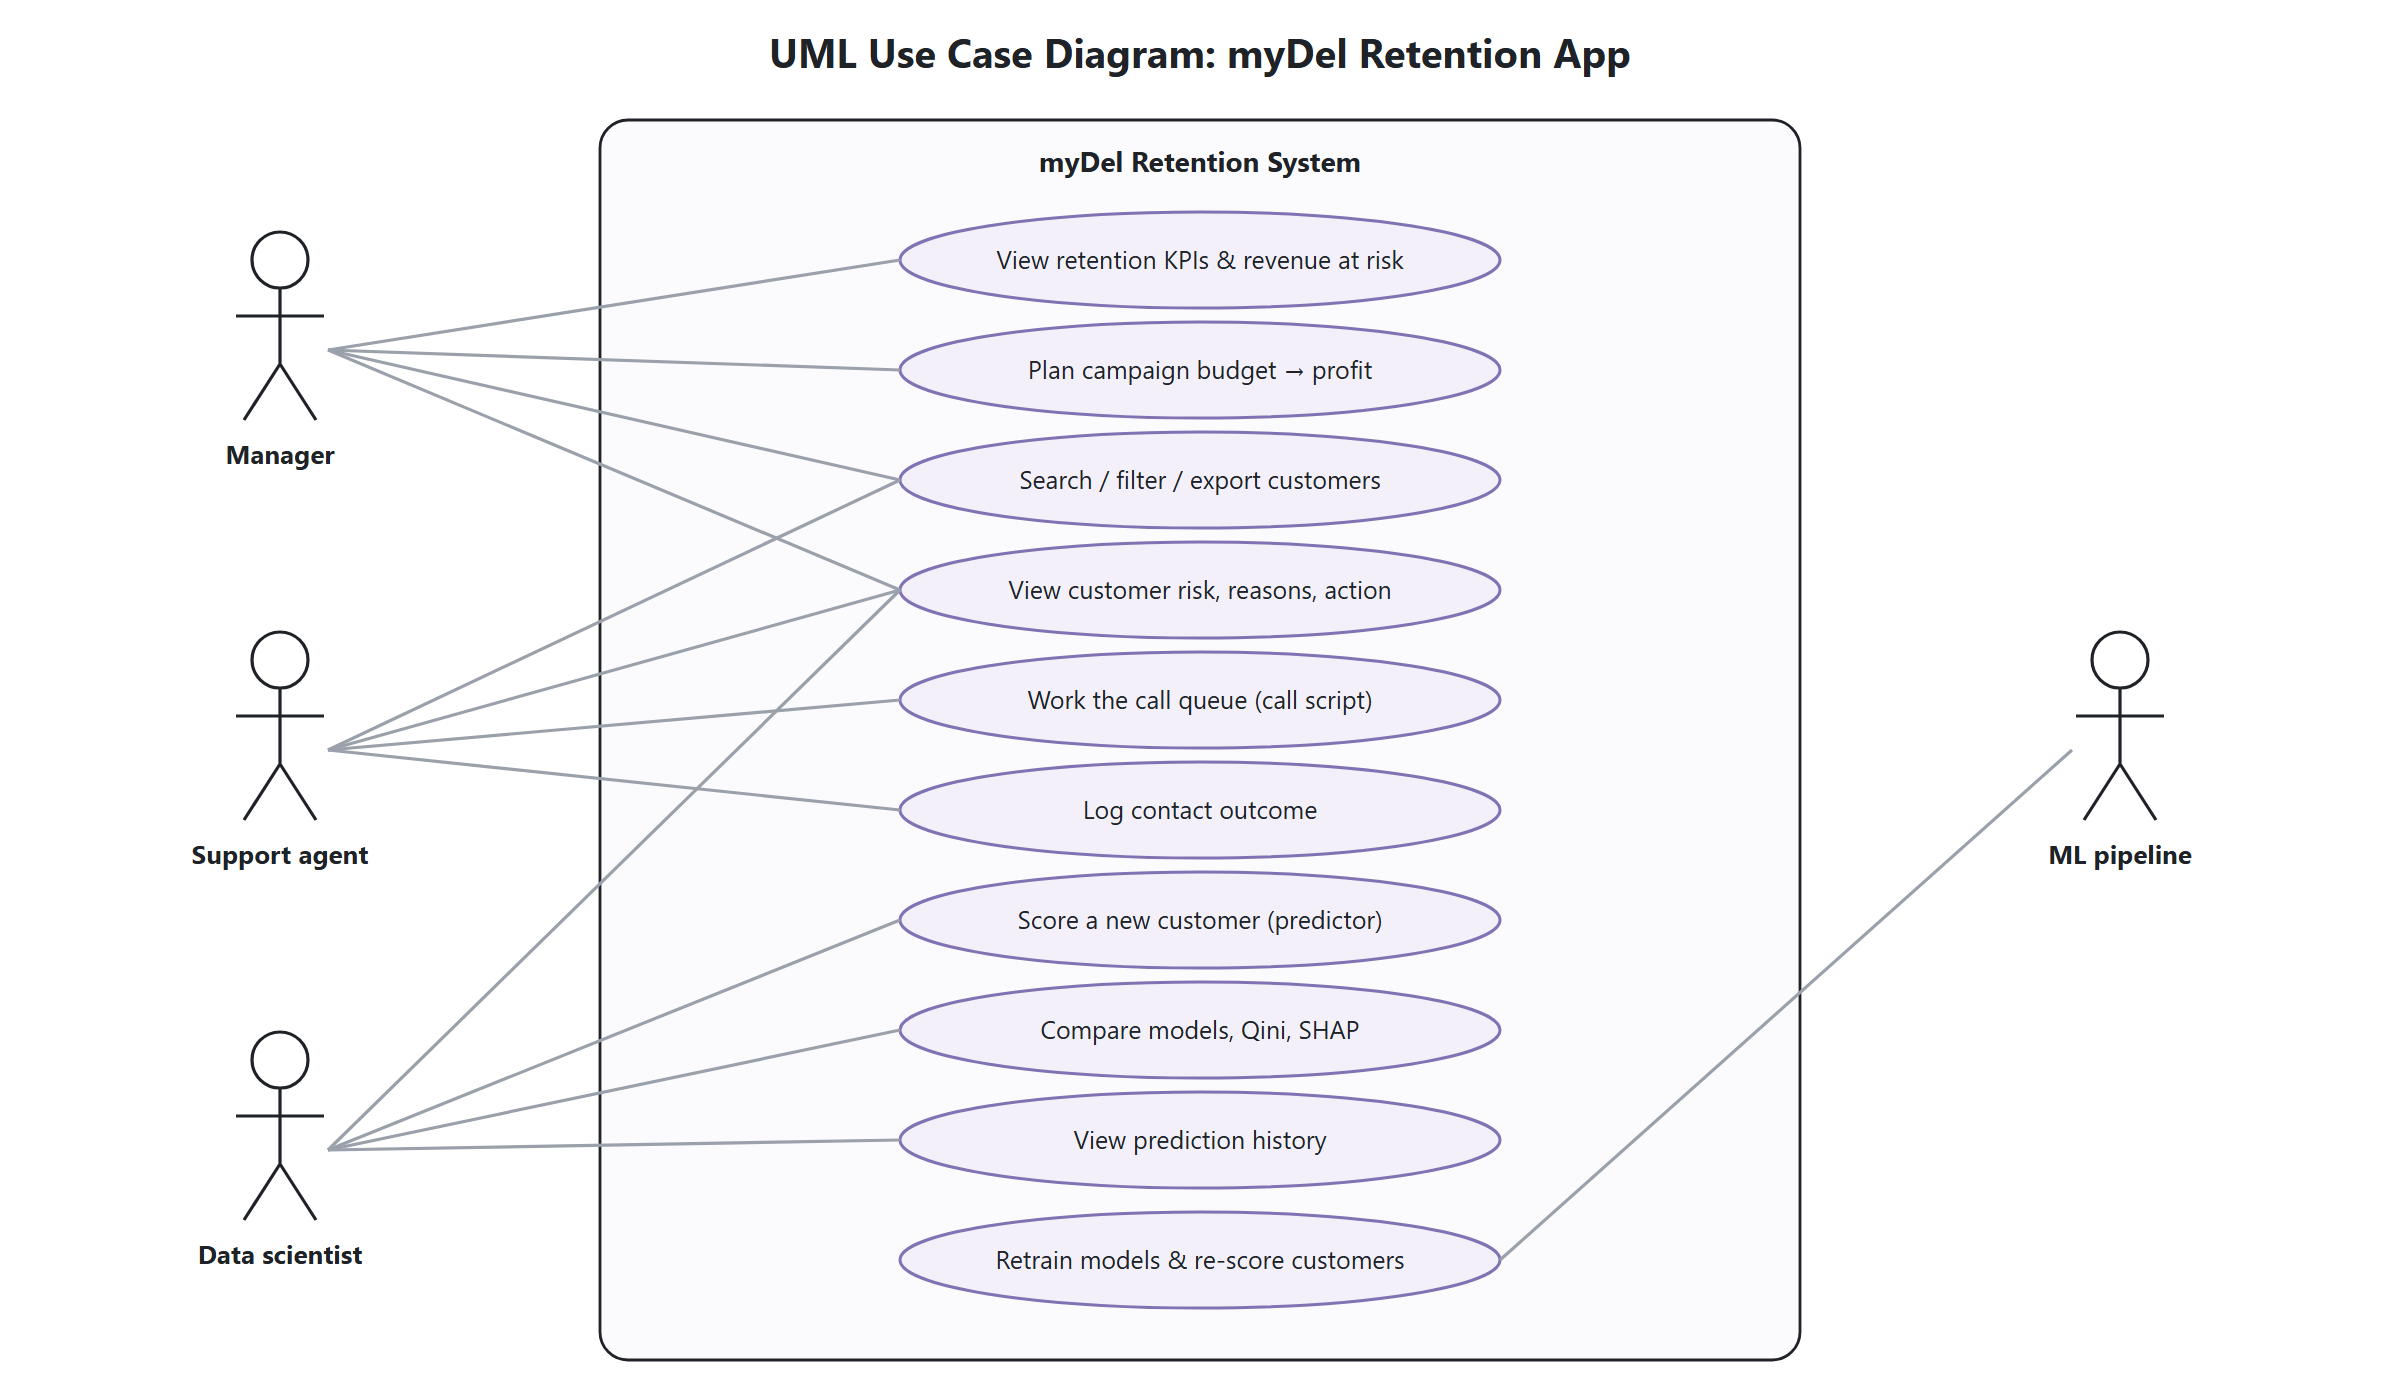 UML Use Case Diagram: myDel Retention App
myDel Retention System
View retention KPIs & revenue at risk
Plan campaign budget → profit
Manager
Search / filter / export customers
View customer risk, reasons, action
Work the call queue (call script)
Log contact outcome
Support agent
ML pipeline
Score a new customer (predictor)
Compare models, Qini, SHAP
View prediction history
Data scientist
Retrain models & re-score customers